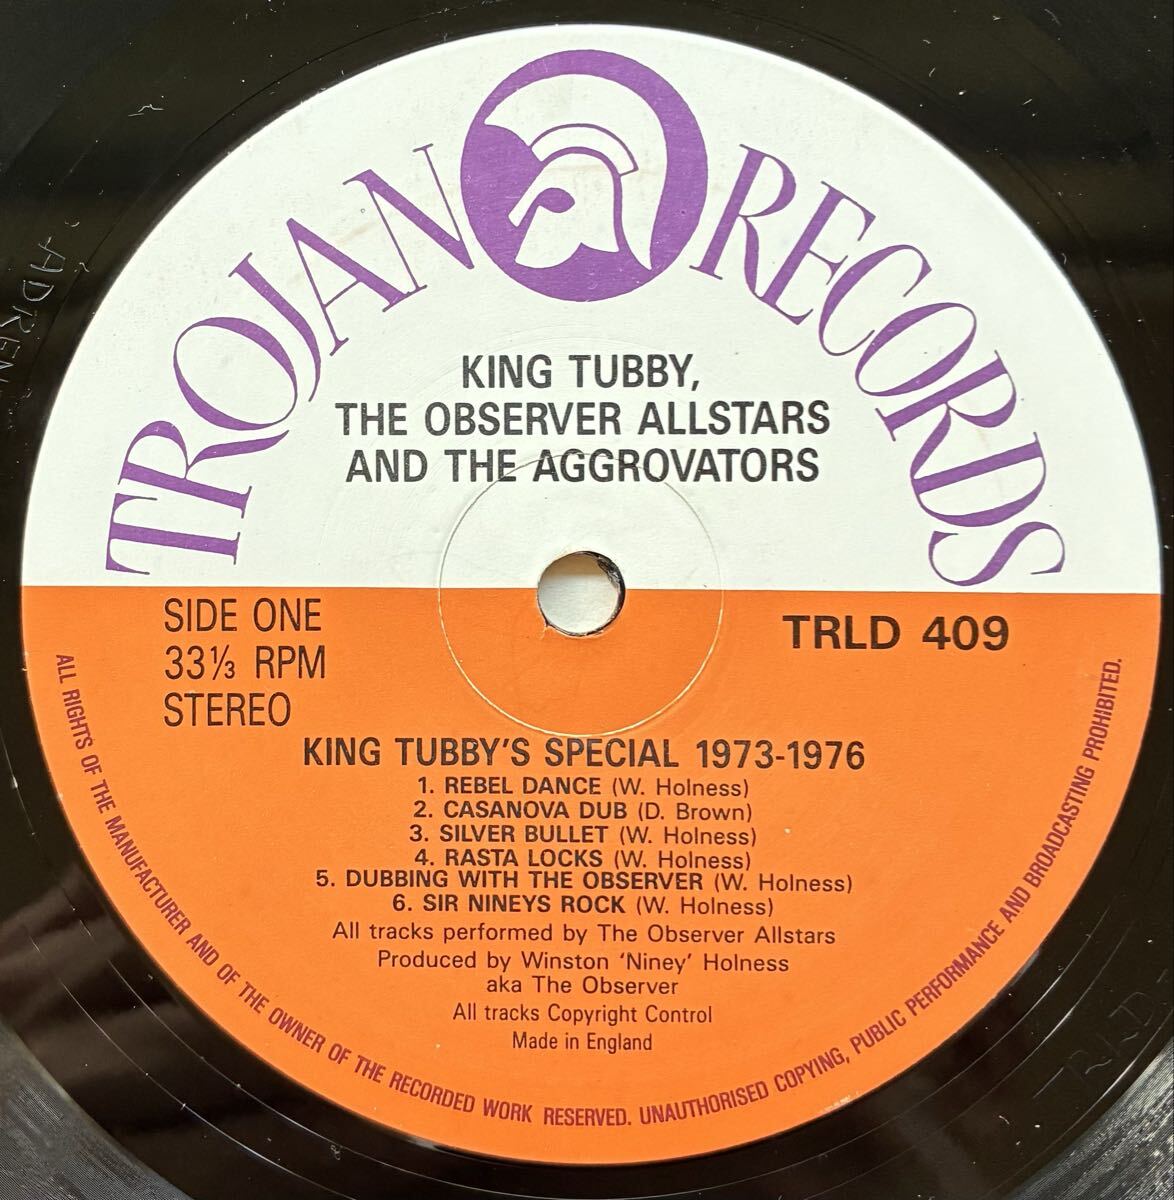 TROJAN RECORDS
KING TUBBY,
THE OBSERVER ALLSTARS
AND THE AGGROVATORS
SIDE ONE
33⅓ RPM
STEREO
TRLD 409
KING TUBBY'S SPECIAL 1973-1976
1. REBEL DANCE (W. Holness)
2. CASANOVA DUB (D. Brown)
3. SILVER BULLET (W. Holness)
4. RASTA LOCKS (W. Holness)
5. DUBBING WITH THE OBSERVER (W. Holness)
6. SIR NINEYS ROCK (W. Holness)
All tracks performed by The Observer Allstars
Produced by Winston 'Niney' Holness
aka The Observer
All tracks Copyright Control
Made in England
ALL RIGHTS OF THE MANUFACTURER AND OF THE OWNER OF THE RECORDED WORK RESERVED. UNAUTHORISED COPYING, PUBLIC PERFORMANCE AND BROADCASTING PROHIBITED.